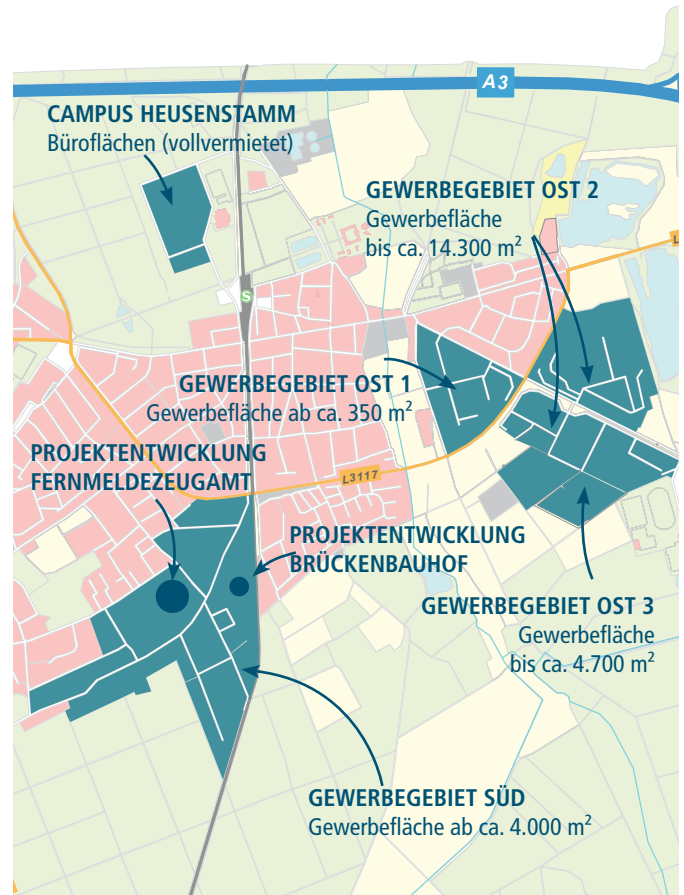 A3
CAMPUS HEUSENSTAMM
Büroflächen (vollvermietet)
GEWERBEGEBIET OST 2
Gewerbefläche
bis ca. 14.300 m²
L
S
GEWERBEGEBIET OST 1
Gewerbefläche ab ca. 350 m²
PROJEKTENTWICKLUNG
FERNMELDEZEUGAMT
L3117
PROJEKTENTWICKLUNG
BRÜCKENBAUHOF
GEWERBEGEBIET OST 3
Gewerbefläche
bis ca. 4.700 m²
GEWERBEGEBIET SÜD
Gewerbefläche ab ca. 4.000 m²